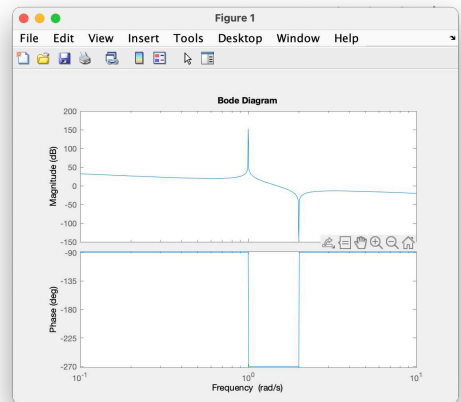 Figure 1
File Edit View Insert Tools Desktop Window Help
Bode Diagram
Magnitude (dB)
200
150
100
50
0
-50
-100
-150
Phase (deg)
-90
-135
-180
-225
-270
10⁻¹ 10⁰ 10¹
Frequency (rad/s)